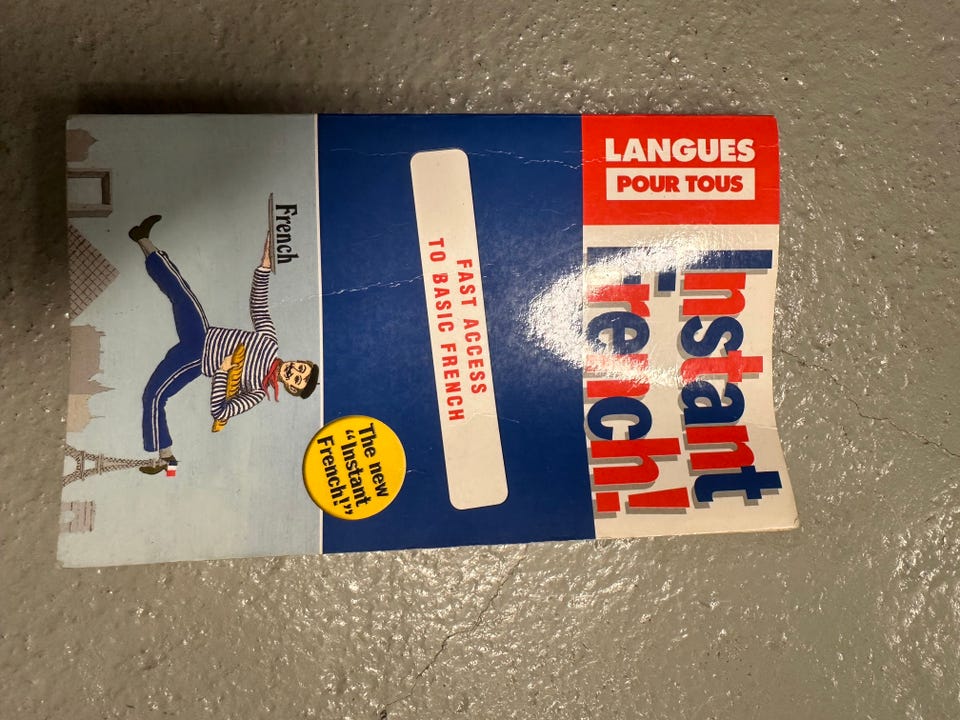 LANGUES
POUR TOUS
Instant
French!
FAST ACCESS
TO BASIC FRENCH
The new
“Instant
French!”
French